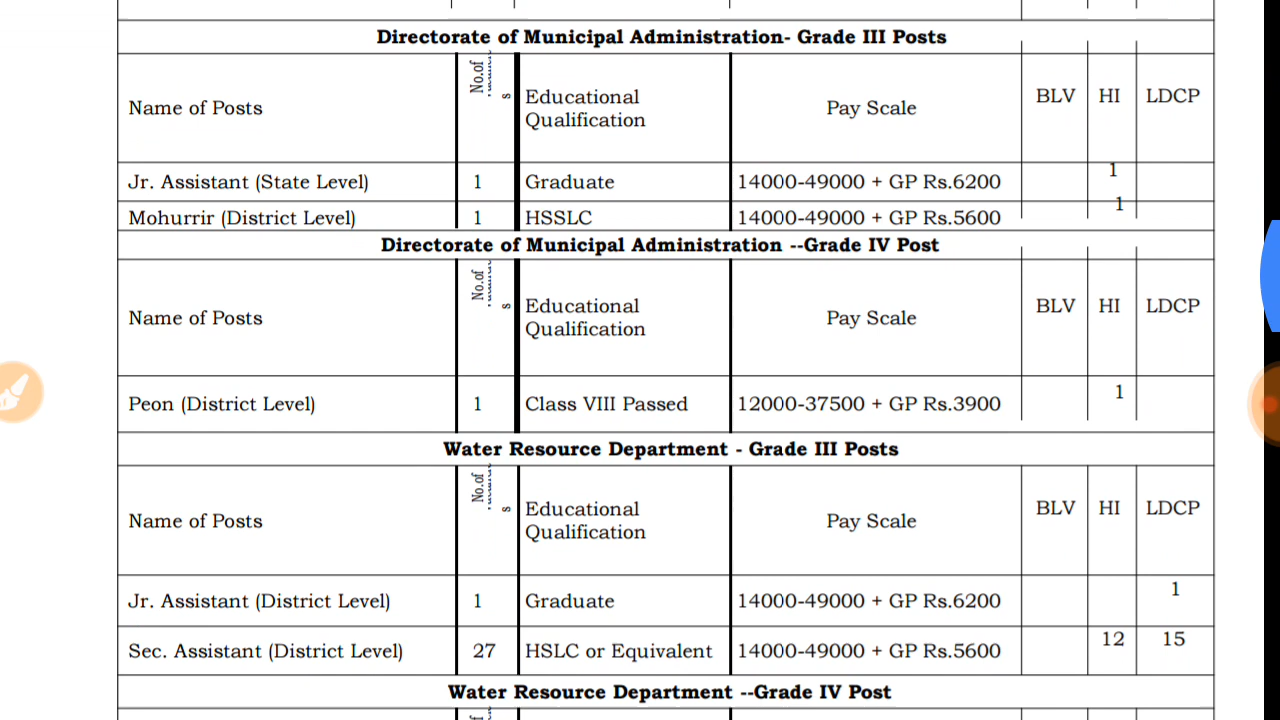 Directorate of Municipal Administration- Grade III Posts
Name of Posts No.of s Educational Qualification Pay Scale BLV HI LDCP
Jr. Assistant (State Level) 1 Graduate 14000-49000 + GP Rs.6200 1
Mohurrir (District Level) 1 HSSLC 14000-49000 + GP Rs.5600 1
Directorate of Municipal Administration --Grade IV Post
Name of Posts No.of s Educational Qualification Pay Scale BLV HI LDCP
Peon (District Level) 1 Class VIII Passed 12000-37500 + GP Rs.3900 1
Water Resource Department - Grade III Posts
Name of Posts No.of s Educational Qualification Pay Scale BLV HI LDCP
Jr. Assistant (District Level) 1 Graduate 14000-49000 + GP Rs.6200 1
Sec. Assistant (District Level) 27 HSLC or Equivalent 14000-49000 + GP Rs.5600 12 15
Water Resource Department --Grade IV Post